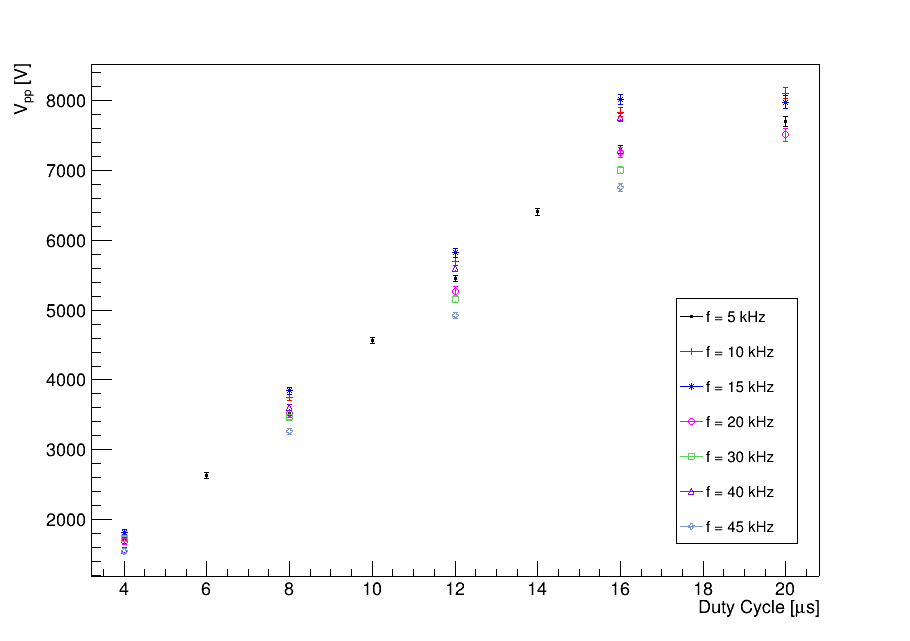 Vpp [V]
8000
7000
6000
5000
4000
3000
2000
f = 5 kHz
f = 10 kHz
f = 15 kHz
f = 20 kHz
f = 30 kHz
f = 40 kHz
f = 45 kHz
4 6 8 10 12 14 16 18 20
Duty Cycle [μs]